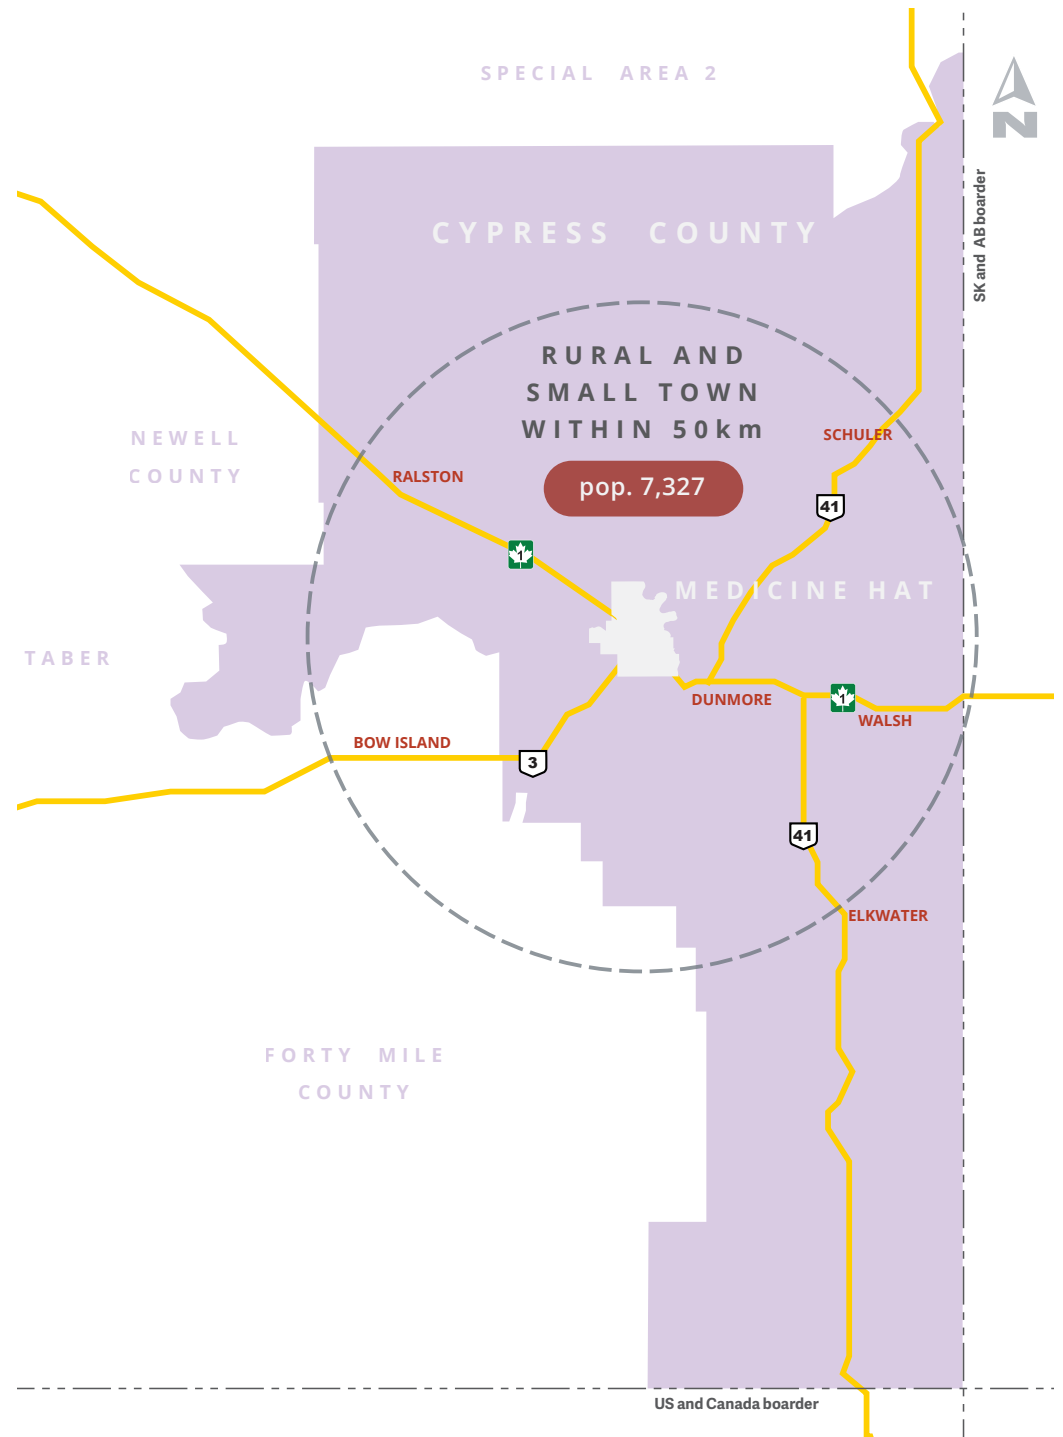 SPECIAL AREA 2
N
SK and AB boarder
CYPRESS COUNTY
RURAL AND
SMALL TOWN
WITHIN 50km
pop. 7,327
NEWELL
COUNTY
SCHULER
RALSTON
41
1
MEDICINE HAT
TABER
DUNMORE
1
WALSH
BOW ISLAND
3
41
ELKWATER
FORTY MILE
COUNTY
US and Canada boarder